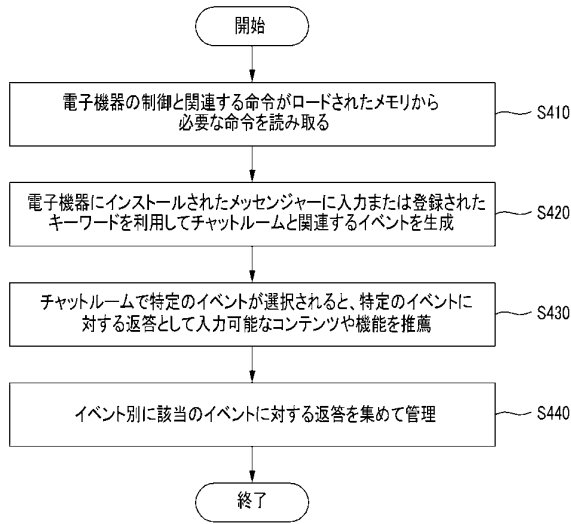 開始
電子機器の制御と関連する命令がロードされたメモリから
必要な命令を読み取る
S410
電子機器にインストールされたメッセンジャーに入力または登録された
キーワードを利用してチャットルームと関連するイベントを生成
S420
チャットルームで特定のイベントが選択されると、特定のイベントに
対する返答として入力可能なコンテンツや機能を推薦
S430
イベント別に該当のイベントに対する返答を集めて管理
S440
終了